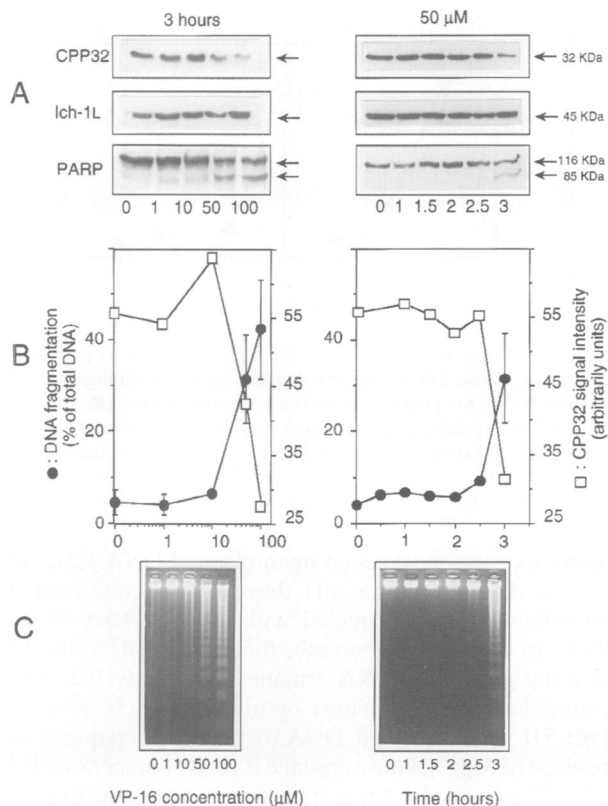 3 hours
50 µM
A
CPP32
32 KDa
Ich-1L
45 KDa
PARP
116 KDa
85 KDa
0 1 10 50 100
0 1 1.5 2 2.5 3
B
● : DNA fragmentation
(% of total DNA)
40
20
0
55
45
35
25
0 1 10 100
40
20
0
55
45
35
25
0 1 2 3
□ : CPP32 signal intensity
(arbitrarily units)
C
0 1 10 50 100
0 1 1.5 2 2.5 3
VP-16 concentration (µM)
Time (hours)